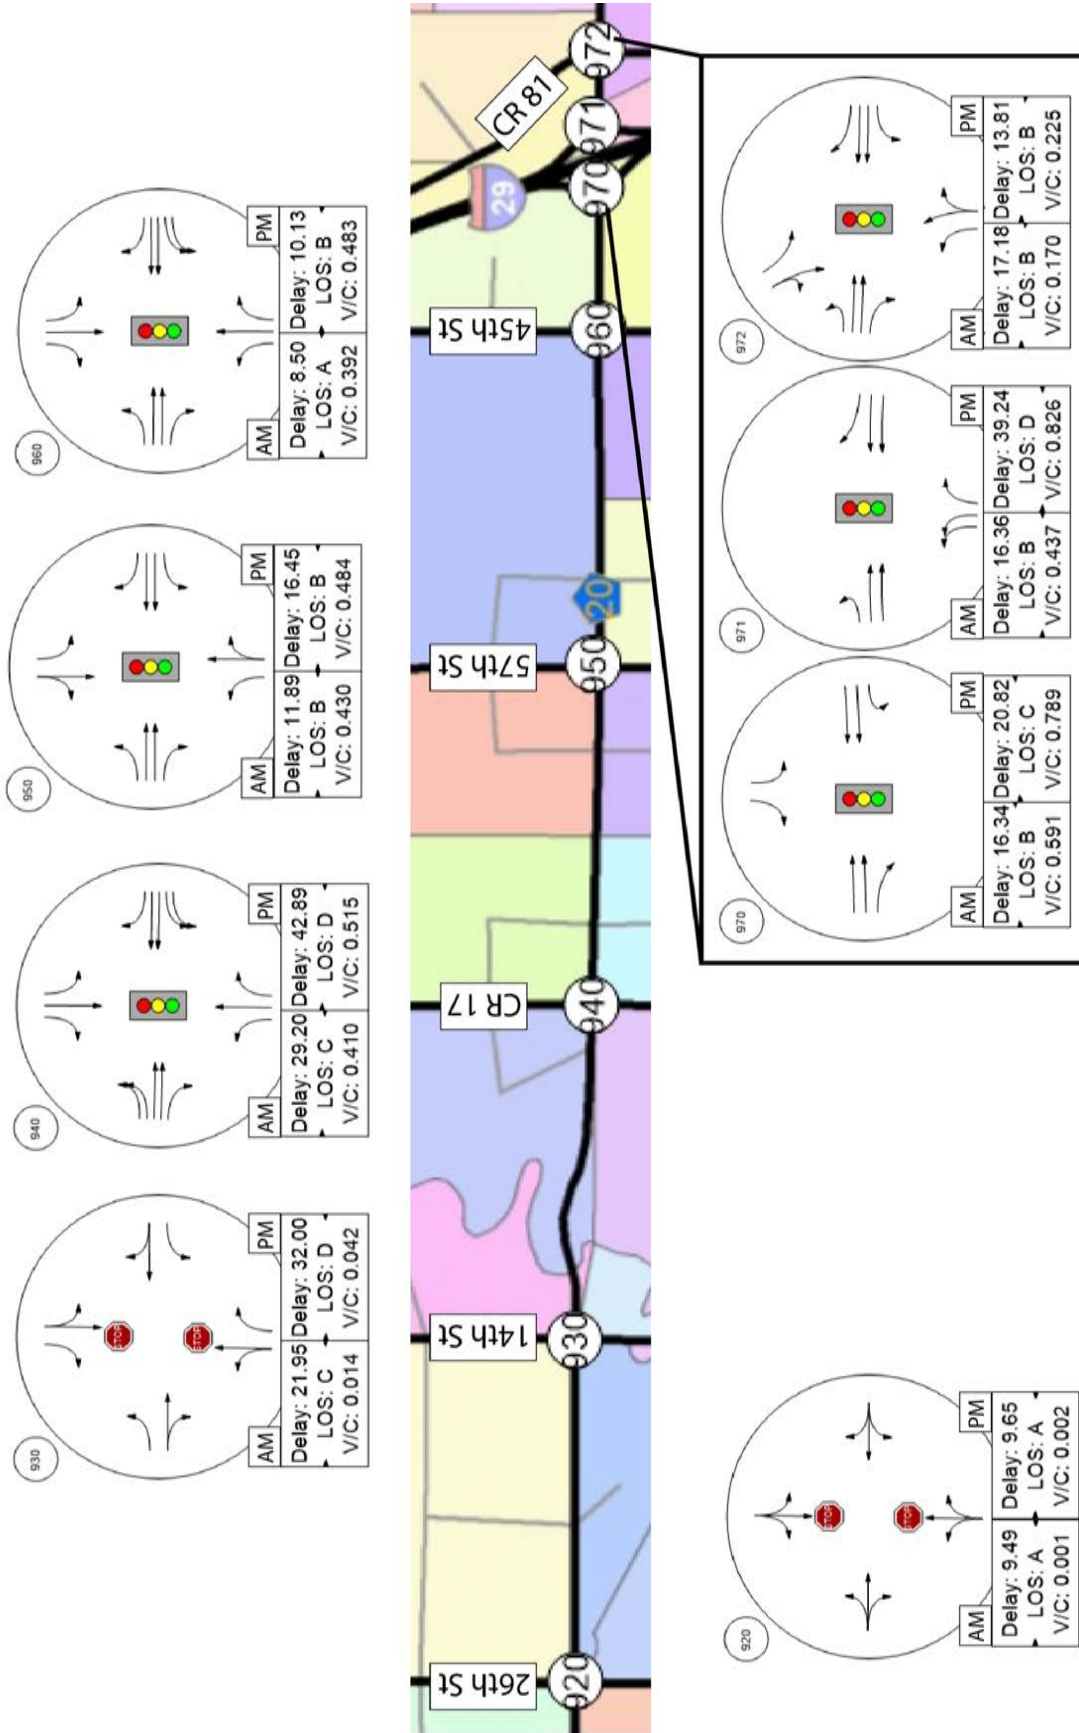 930
AM
PM
Delay: 21.95
LOS: C
V/C: 0.014
Delay: 32.00
LOS: D
V/C: 0.042
STOP
STOP
940
AM
PM
Delay: 29.20
LOS: C
V/C: 0.410
Delay: 42.89
LOS: D
V/C: 0.515
950
AM
PM
Delay: 11.89
LOS: B
V/C: 0.430
Delay: 16.45
LOS: B
V/C: 0.484
960
AM
PM
Delay: 8.50
LOS: A
V/C: 0.392
Delay: 10.13
LOS: B
V/C: 0.483
26th St
14th St
CR 17
57th St
45th St
29
CR 81
920
930
940
950
20
960
970
971
972
920
AM
PM
Delay: 9.49
LOS: A
V/C: 0.001
Delay: 9.65
LOS: A
V/C: 0.002
STOP
STOP
970
AM
PM
Delay: 16.34
LOS: B
V/C: 0.591
Delay: 20.82
LOS: C
V/C: 0.789
971
AM
PM
Delay: 16.36
LOS: B
V/C: 0.437
Delay: 39.24
LOS: D
V/C: 0.826
972
AM
PM
Delay: 17.18
LOS: B
V/C: 0.170
Delay: 13.81
LOS: B
V/C: 0.225